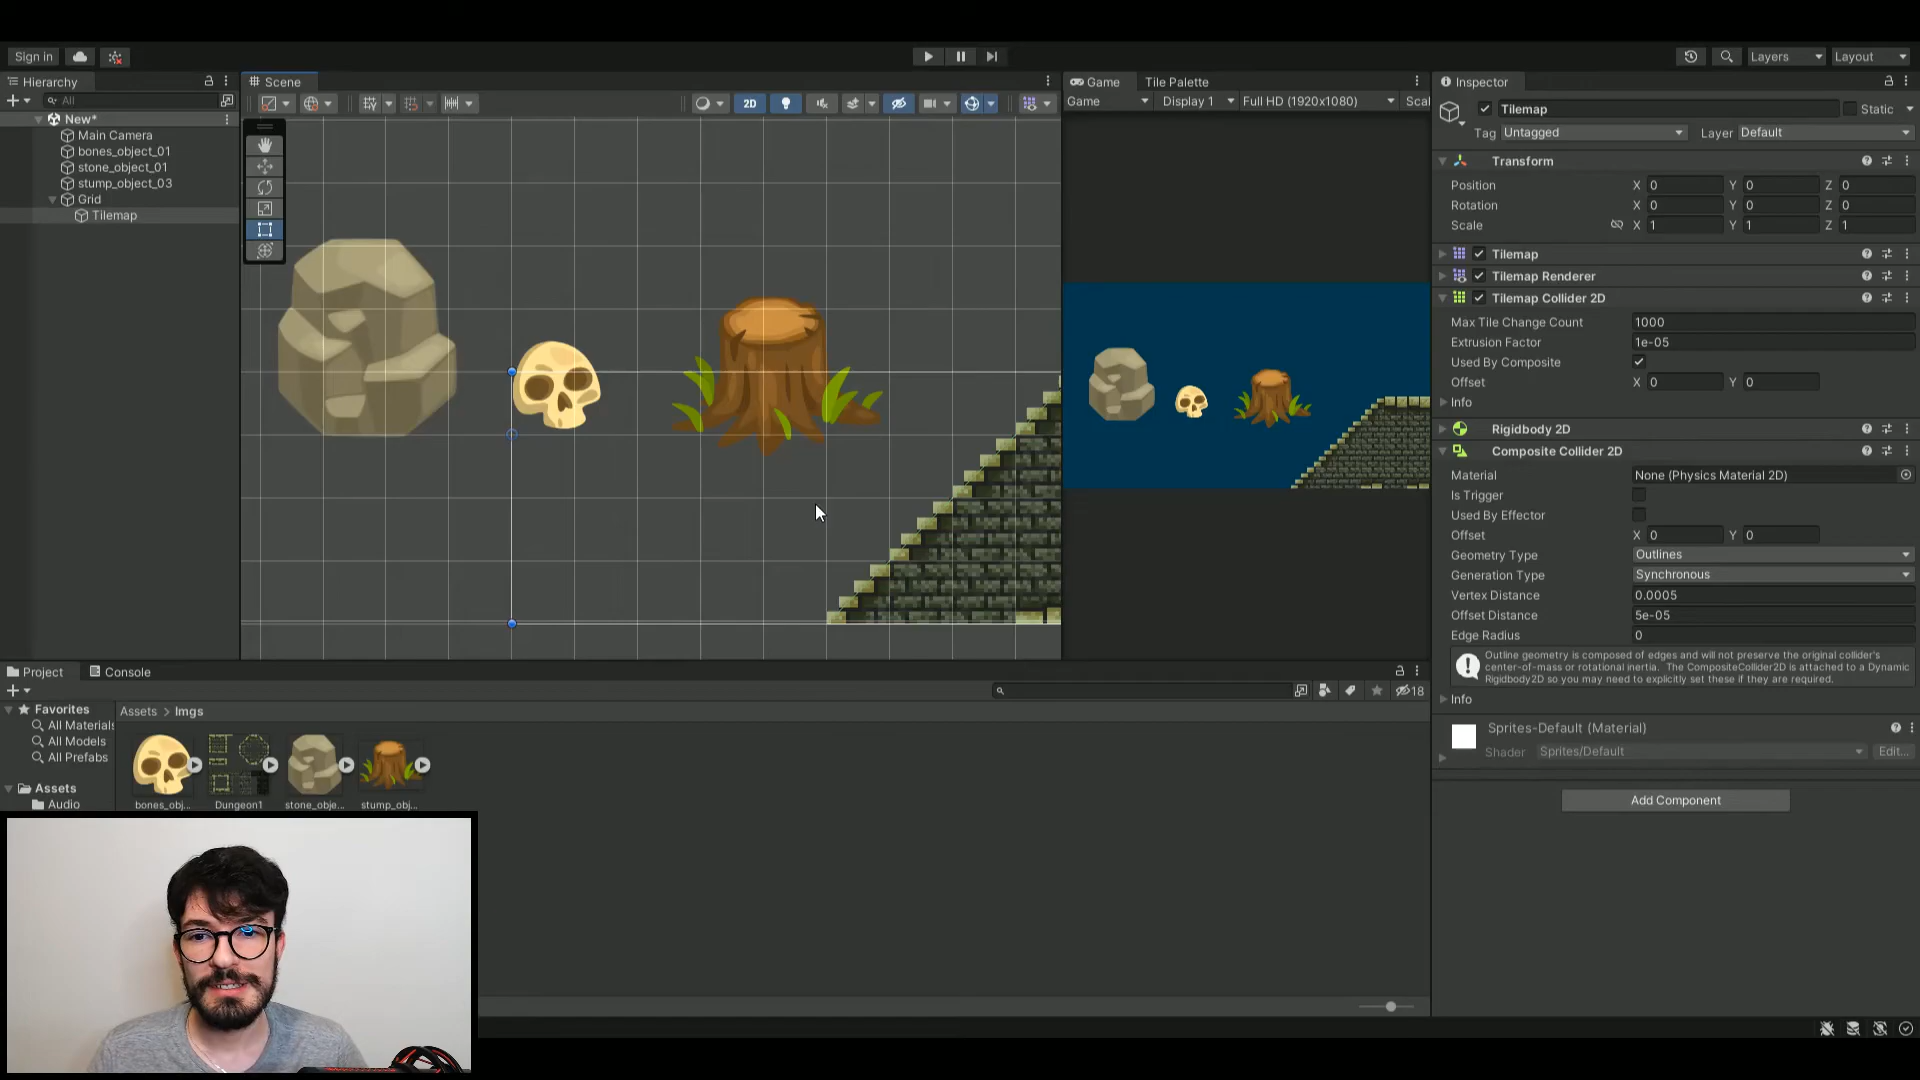 Sign in
Layers
Layout
Hierarchy
All
New*
Main Camera
bones_object_01
stone_object_01
stump_object_03
Grid
Tilemap
Scene
2D
Game
Tile Palette
Game
Display 1
Full HD (1920x1080)
Scal
Inspector
Tilemap
Static
Tag
Untagged
Layer
Default
Transform
Position
X 0
Y 0
Z 0
Rotation
X 0
Y 0
Z 0
Scale
X 1
Y 1
Z 1
Tilemap
Tilemap Renderer
Tilemap Collider 2D
Max Tile Change Count
1000
Extrusion Factor
1e-05
Used By Composite
Offset
X 0
Y 0
Info
Rigidbody 2D
Composite Collider 2D
Material
None (Physics Material 2D)
Is Trigger
Used By Effector
Offset
X 0
Y 0
Geometry Type
Outlines
Generation Type
Synchronous
Vertex Distance
0.0005
Offset Distance
5e-05
Edge Radius
0
Outline geometry is composed of edges and will not preserve the original collider's
center-of-mass or rotational inertia. The CompositeCollider2D is attached to a Dynamic
Rigidbody2D so you may need to explicitly set these if they are required.
Info
Sprites-Default (Material)
Shader
Sprites/Default
Edit...
Add Component
Project
Console
18
Favorites
All Materials
All Models
All Prefabs
Assets
Audio
Assets > Imgs
bones_obj...
Dungeon1
stone_obje...
stump_obj...